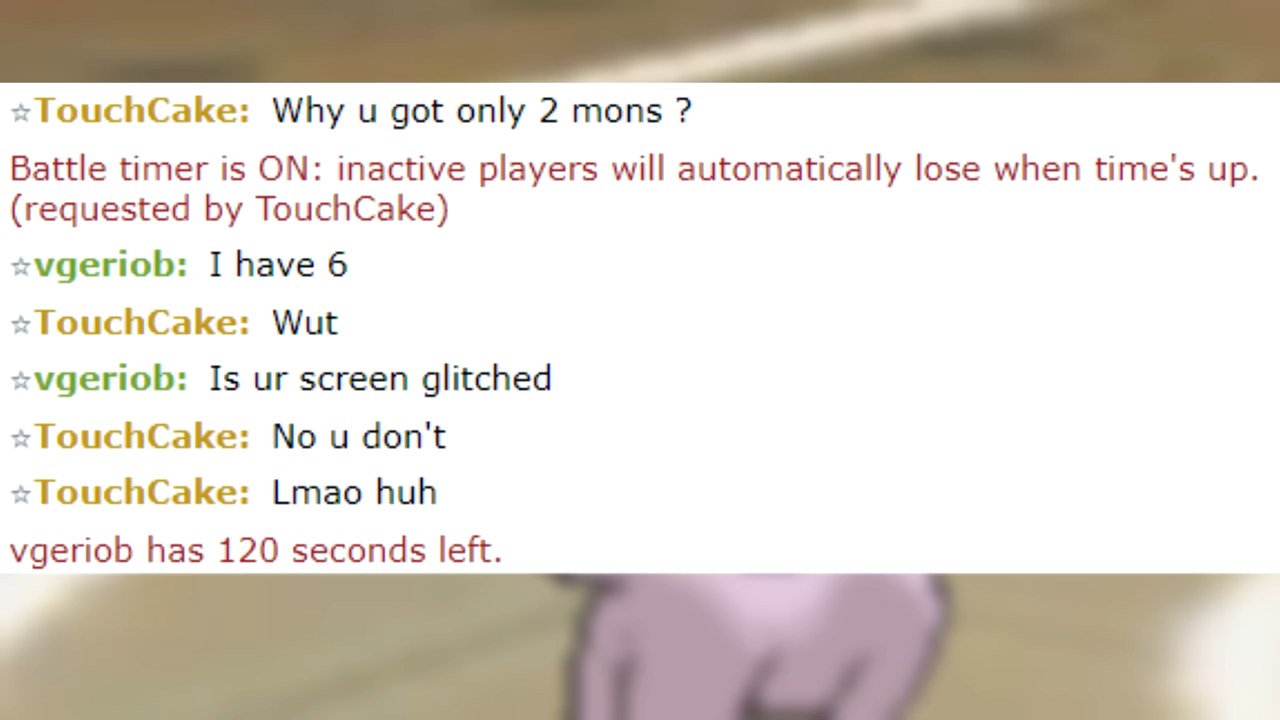 ☆TouchCake: Why u got only 2 mons ?
Battle timer is ON: inactive players will automatically lose when time's up.
(requested by TouchCake)
☆vgeriob: I have 6
☆TouchCake: Wut
☆vgeriob: Is ur screen glitched
☆TouchCake: No u don't
☆TouchCake: Lmao huh
vgeriob has 120 seconds left.